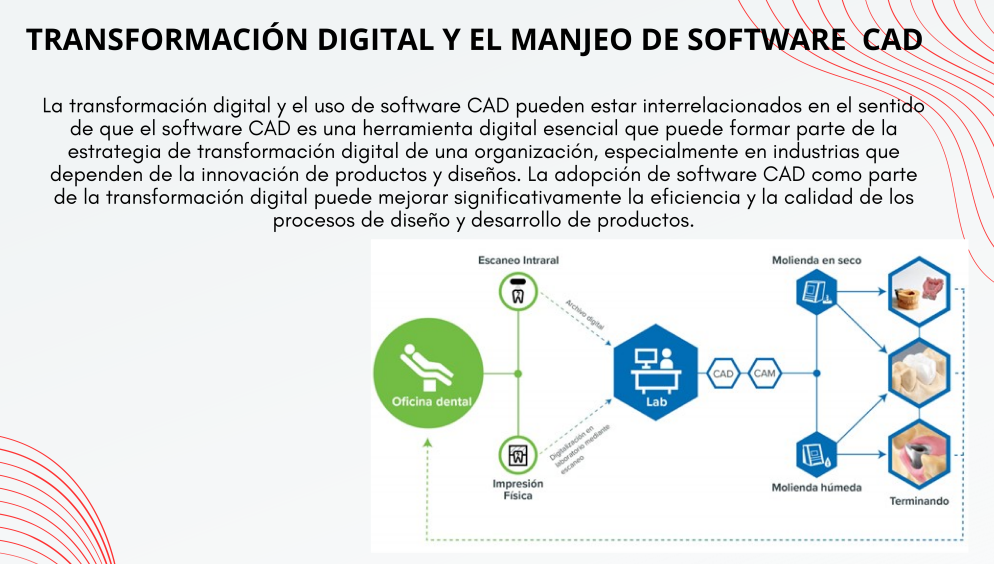 TRANSFORMACIÓN DIGITAL Y EL MANJEO DE SOFTWARE CAD
La transformación digital y el uso de software CAD pueden estar interrelacionados en el sentido
de que el software CAD es una herramienta digital esencial que puede formar parte de la
estrategia de transformación digital de una organización, especialmente en industrias que
dependen de la innovación de productos y diseños. La adopción de software CAD como parte
de la transformación digital puede mejorar significativamente la eficiencia y la calidad de los
procesos de diseño y desarrollo de productos.
Escaneo Intraral
Archivo digital
Oficina dental
Impresión
Física
Digitalización en
laboratorio mediante
escaneo
Lab
CAD
CAM
Molienda en seco
Molienda húmeda
Terminando